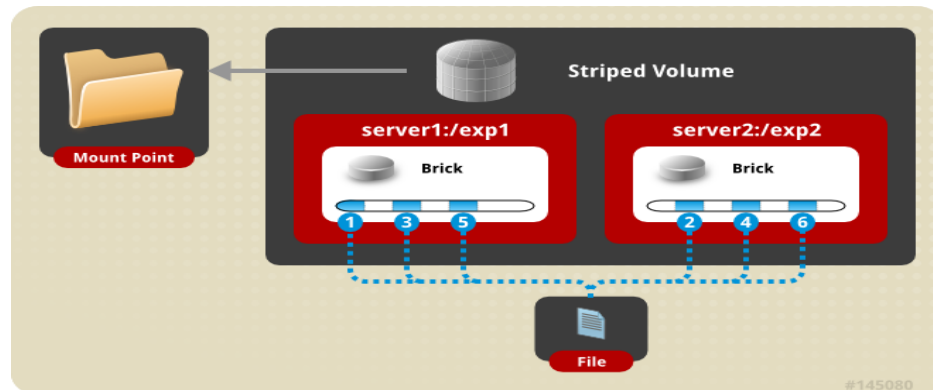 Striped Volume
Mount Point
server1:/exp1
server2:/exp2
Brick
Brick
1 3 5
2 4 6
File
#145080